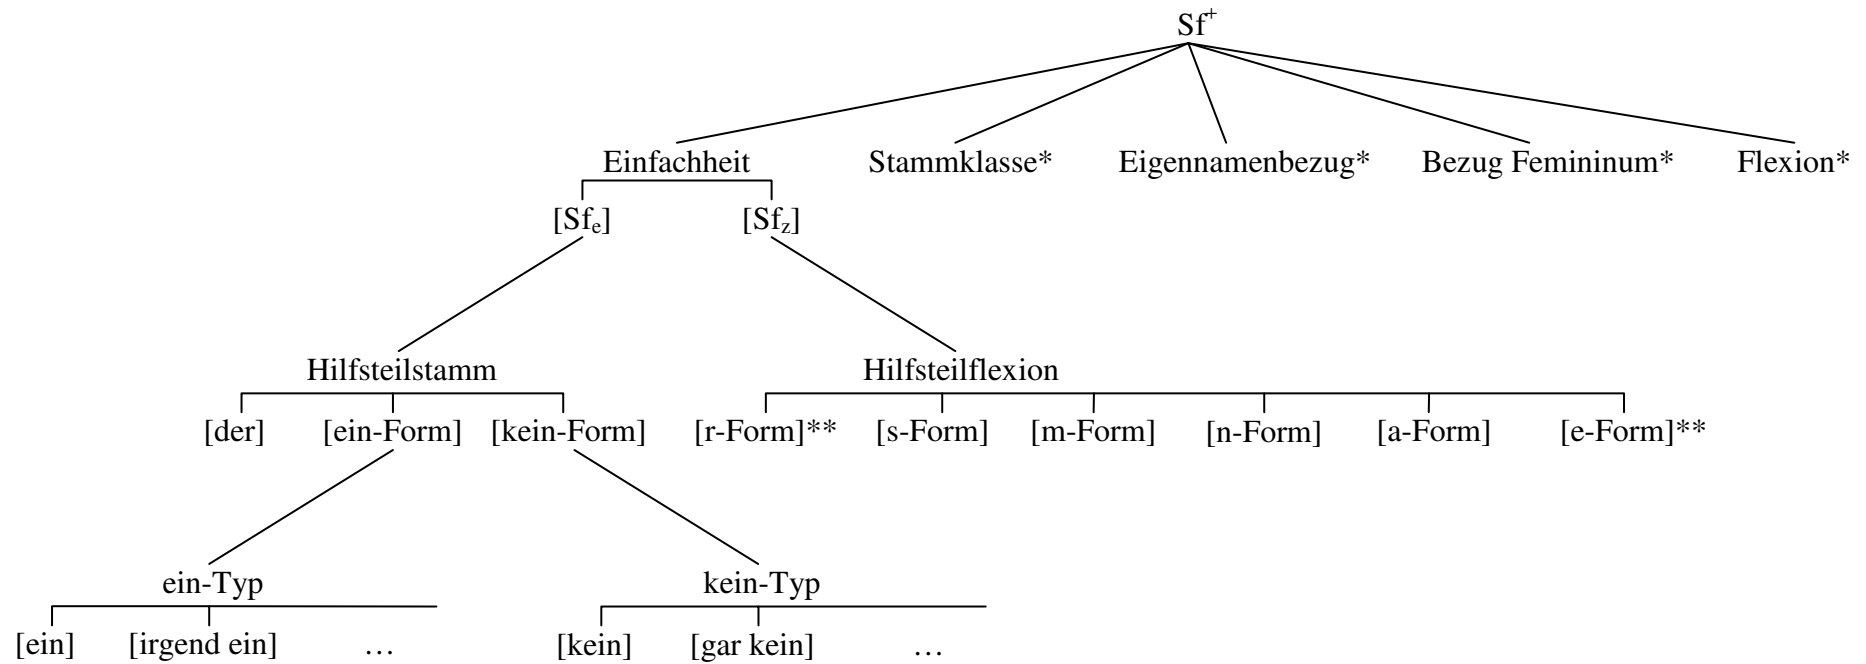 Sf⁺
Einfachheit Stammklasse* Eigennamenbezug* Bezug Femininum* Flexion*
[Sfₑ] [Sf_z]
Hilfsteilstamm Hilfsteilflexion
[der] [ein-Form] [kein-Form] [r-Form]** [s-Form] [m-Form] [n-Form] [a-Form] [e-Form]**
ein-Typ kein-Typ
[ein] [irgend ein] … [kein] [gar kein] …